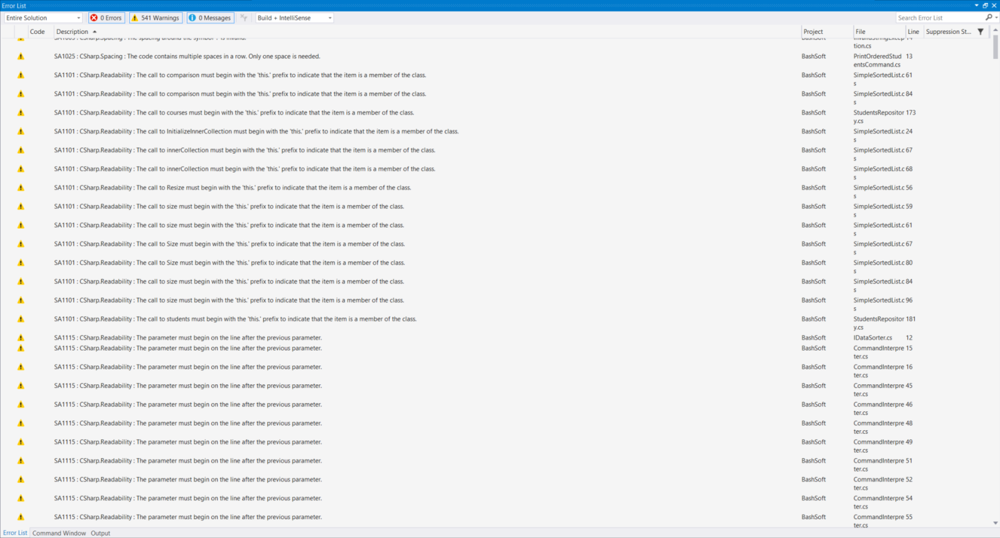 Error List
Entire Solution 0 Errors 541 Warnings 0 Messages Build + IntelliSense Search Error List
Code Description Project File Line Suppression St...
tion.cs
SA1025 : CSharp.Spacing : The code contains multiple spaces in a row. Only one space is needed. BashSoft PrintOrderedStud 13
entsCommand.cs
SA1101 : CSharp.Readability : The call to comparison must begin with the 'this.' prefix to indicate that the item is a member of the class. BashSoft SimpleSortedList.c 61
s
SA1101 : CSharp.Readability : The call to comparison must begin with the 'this.' prefix to indicate that the item is a member of the class. BashSoft SimpleSortedList.c 84
s
SA1101 : CSharp.Readability : The call to courses must begin with the 'this.' prefix to indicate that the item is a member of the class. BashSoft StudentsRepositor 173
y.cs
SA1101 : CSharp.Readability : The call to InitializeInnerCollection must begin with the 'this.' prefix to indicate that the item is a member of the class. BashSoft SimpleSortedList.c 24
s
SA1101 : CSharp.Readability : The call to innerCollection must begin with the 'this.' prefix to indicate that the item is a member of the class. BashSoft SimpleSortedList.c 67
s
SA1101 : CSharp.Readability : The call to innerCollection must begin with the 'this.' prefix to indicate that the item is a member of the class. BashSoft SimpleSortedList.c 68
s
SA1101 : CSharp.Readability : The call to Resize must begin with the 'this.' prefix to indicate that the item is a member of the class. BashSoft SimpleSortedList.c 56
s
SA1101 : CSharp.Readability : The call to size must begin with the 'this.' prefix to indicate that the item is a member of the class. BashSoft SimpleSortedList.c 59
s
SA1101 : CSharp.Readability : The call to size must begin with the 'this.' prefix to indicate that the item is a member of the class. BashSoft SimpleSortedList.c 61
s
SA1101 : CSharp.Readability : The call to Size must begin with the 'this.' prefix to indicate that the item is a member of the class. BashSoft SimpleSortedList.c 67
s
SA1101 : CSharp.Readability : The call to Size must begin with the 'this.' prefix to indicate that the item is a member of the class. BashSoft SimpleSortedList.c 80
s
SA1101 : CSharp.Readability : The call to size must begin with the 'this.' prefix to indicate that the item is a member of the class. BashSoft SimpleSortedList.c 84
s
SA1101 : CSharp.Readability : The call to size must begin with the 'this.' prefix to indicate that the item is a member of the class. BashSoft SimpleSortedList.c 96
s
SA1101 : CSharp.Readability : The call to students must begin with the 'this.' prefix to indicate that the item is a member of the class. BashSoft StudentsRepositor 181
y.cs
SA1115 : CSharp.Readability : The parameter must begin on the line after the previous parameter. BashSoft IDataSorter.cs 12
SA1115 : CSharp.Readability : The parameter must begin on the line after the previous parameter. BashSoft CommandInterpre 15
ter.cs
SA1115 : CSharp.Readability : The parameter must begin on the line after the previous parameter. BashSoft CommandInterpre 16
ter.cs
SA1115 : CSharp.Readability : The parameter must begin on the line after the previous parameter. BashSoft CommandInterpre 45
ter.cs
SA1115 : CSharp.Readability : The parameter must begin on the line after the previous parameter. BashSoft CommandInterpre 46
ter.cs
SA1115 : CSharp.Readability : The parameter must begin on the line after the previous parameter. BashSoft CommandInterpre 48
ter.cs
SA1115 : CSharp.Readability : The parameter must begin on the line after the previous parameter. BashSoft CommandInterpre 49
ter.cs
SA1115 : CSharp.Readability : The parameter must begin on the line after the previous parameter. BashSoft CommandInterpre 51
ter.cs
SA1115 : CSharp.Readability : The parameter must begin on the line after the previous parameter. BashSoft CommandInterpre 52
ter.cs
SA1115 : CSharp.Readability : The parameter must begin on the line after the previous parameter. BashSoft CommandInterpre 54
ter.cs
SA1115 : CSharp.Readability : The parameter must begin on the line after the previous parameter. BashSoft CommandInterpre 55
ter.cs
Error List Command Window Output